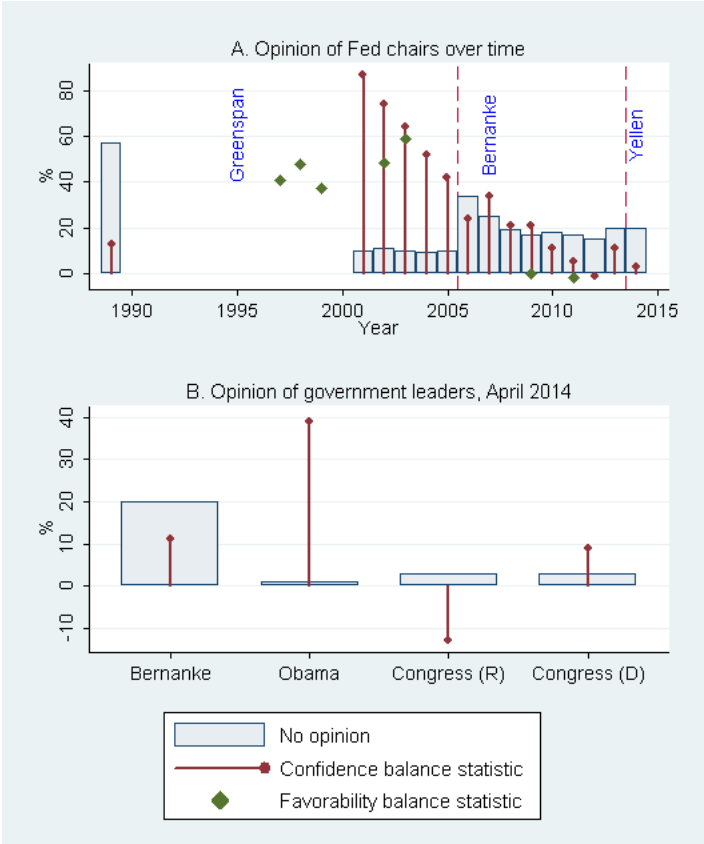 A. Opinion of Fed chairs over time
80
60
40
20
0
%
Greenspan
Bernanke
Yellen
1990 1995 2000 2005 2010 2015
Year
B. Opinion of government leaders, April 2014
40
30
20
10
0
-10
%
Bernanke Obama Congress (R) Congress (D)
No opinion
Confidence balance statistic
Favorability balance statistic